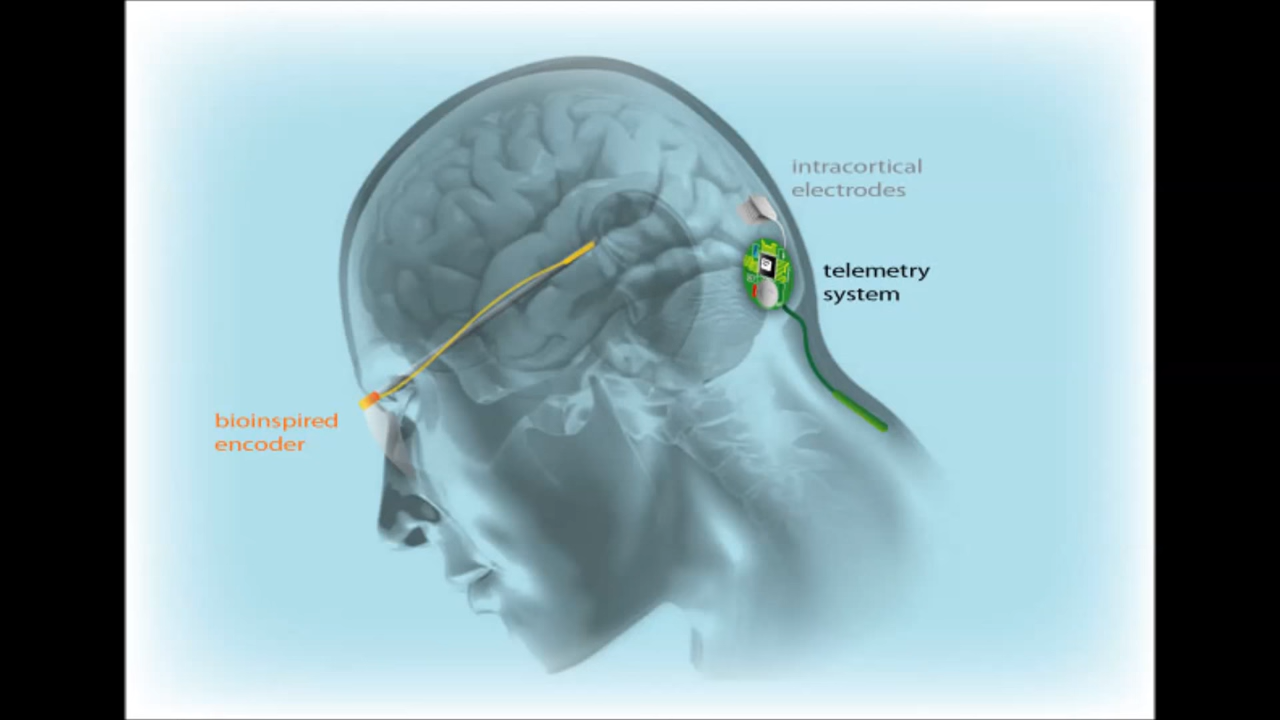 intracortical
electrodes
telemetry
system
bioinspired
encoder